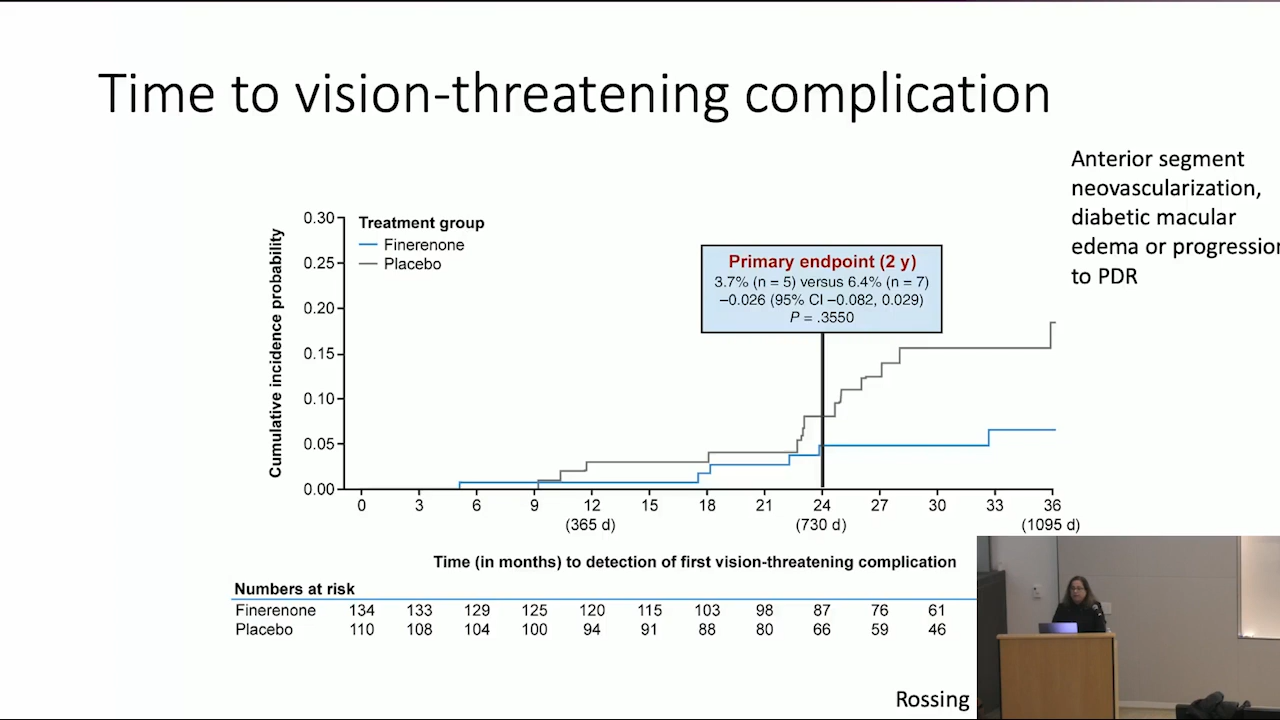 Time to vision-threatening complication
Anterior segment
neovascularization,
diabetic macular
edema or progression
to PDR
Cumulative incidence probability
0.30
0.25
0.20
0.15
0.10
0.05
0.00
Treatment group
Finerenone
Placebo
Primary endpoint (2 y)
3.7% (n = 5) versus 6.4% (n = 7)
−0.026 (95% CI −0.082, 0.029)
P = .3550
0 3 6 9 12 15 18 21 24 27 30 33 36
(365 d) (730 d) (1095 d)
Time (in months) to detection of first vision-threatening complication
Numbers at risk
Finerenone 134 133 129 125 120 115 103 98 87 76 61
Placebo 110 108 104 100 94 91 88 80 66 59 46
Rossing